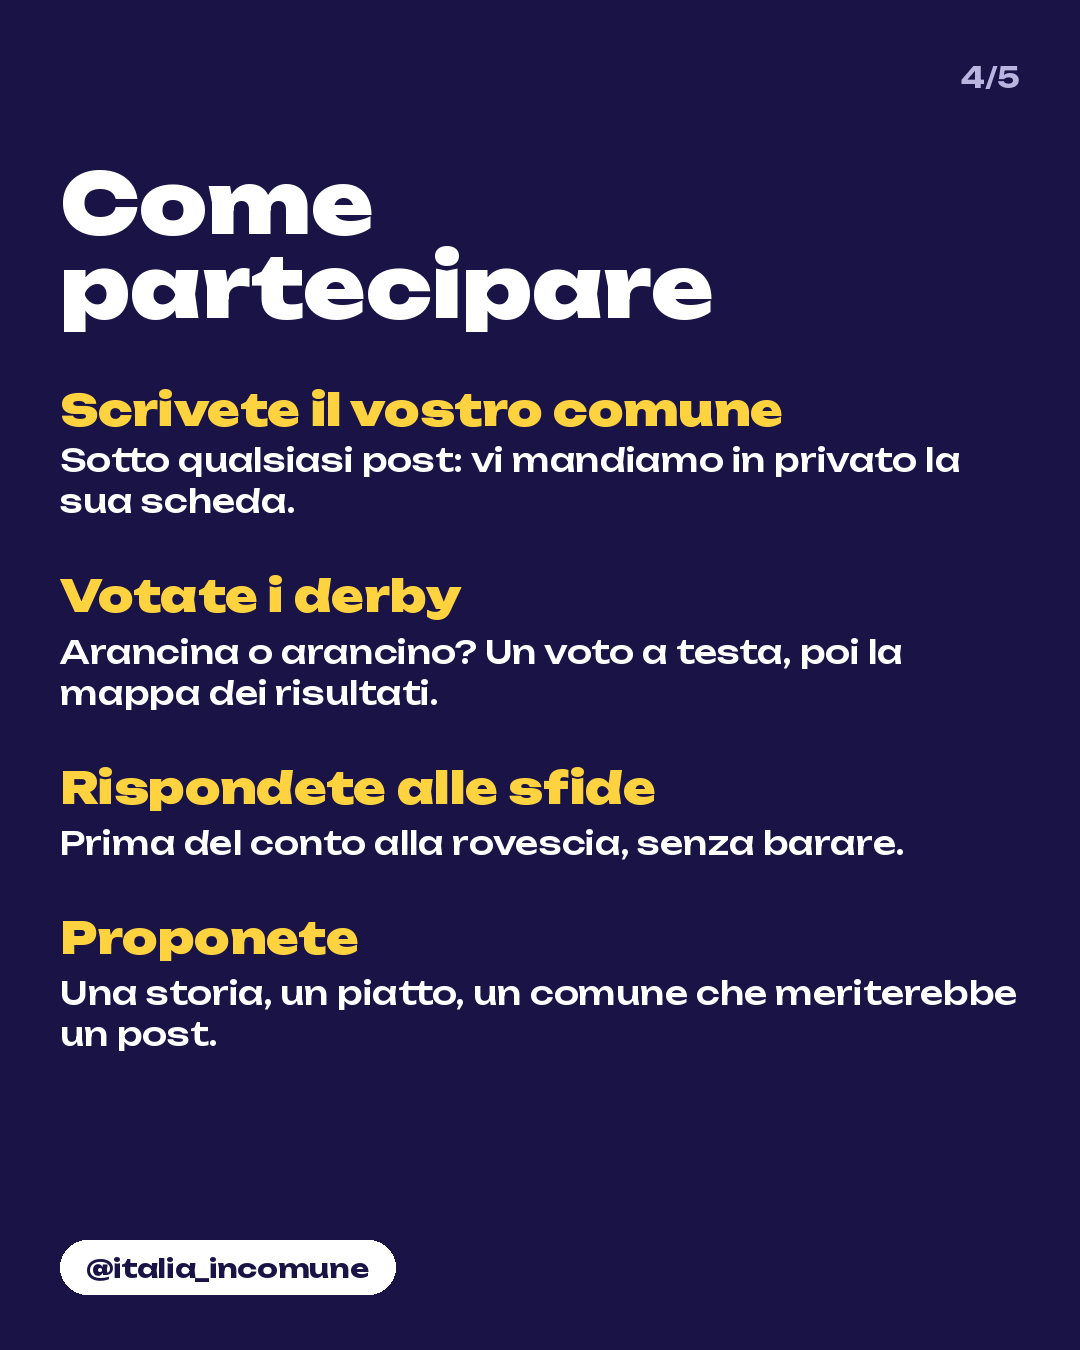 4/5
Come
partecipare
Scrivete il vostro comune
Sotto qualsiasi post: vi mandiamo in privato la
sua scheda.
Votate i derby
Arancina o arancino? Un voto a testa, poi la
mappa dei risultati.
Rispondete alle sfide
Prima del conto alla rovescia, senza barare.
Proponete
Una storia, un piatto, un comune che meriterebbe
un post.
@italia_incomune